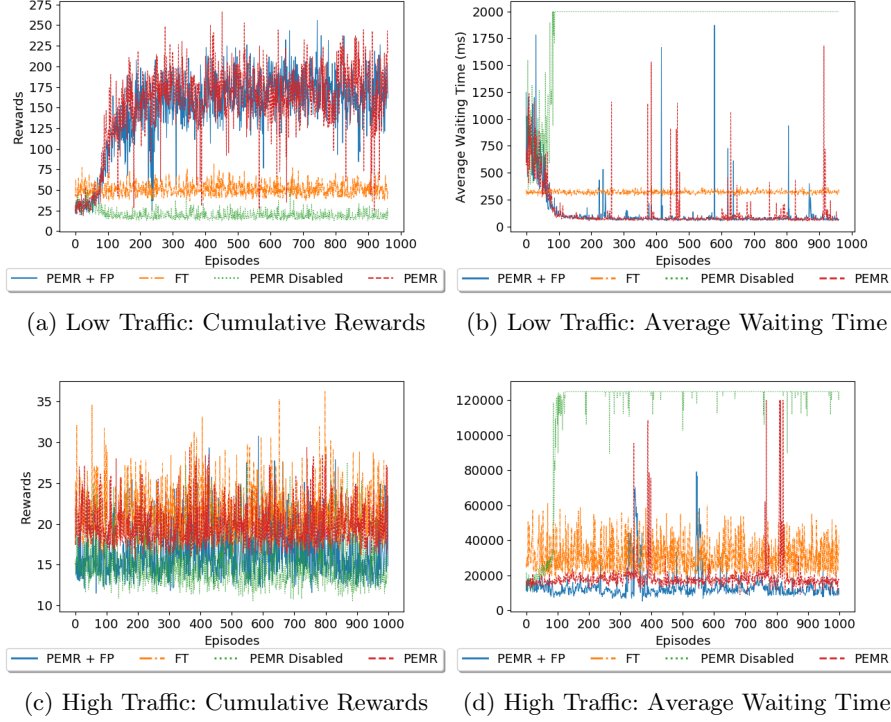 275
250
225
200
175
150
125
100
75
50
25
0
Rewards
0 100 200 300 400 500 600 700 800 900 1000
Episodes
PEMR + FP FT PEMR Disabled PEMR
(a) Low Traffic: Cumulative Rewards
2000
1750
1500
1250
1000
750
500
250
0
Average Waiting Time (ms)
0 100 200 300 400 500 600 700 800 900 1000
Episodes
PEMR + FP FT PEMR Disabled PEMR
(b) Low Traffic: Average Waiting Time
35
30
25
20
15
10
Rewards
0 100 200 300 400 500 600 700 800 900 1000
Episodes
PEMR + FP FT PEMR Disabled PEMR
(c) High Traffic: Cumulative Rewards
120000
100000
80000
60000
40000
20000
0
0 100 200 300 400 500 600 700 800 900 1000
Episodes
PEMR + FP FT PEMR Disabled PEMR
(d) High Traffic: Average Waiting Time